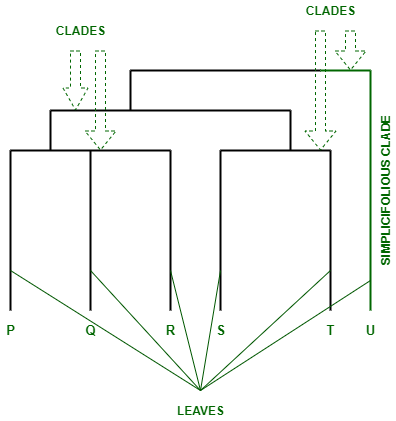 CLADES
CLADES
SIMPLICIFOLIOUS CLADE
P Q R S T U
LEAVES